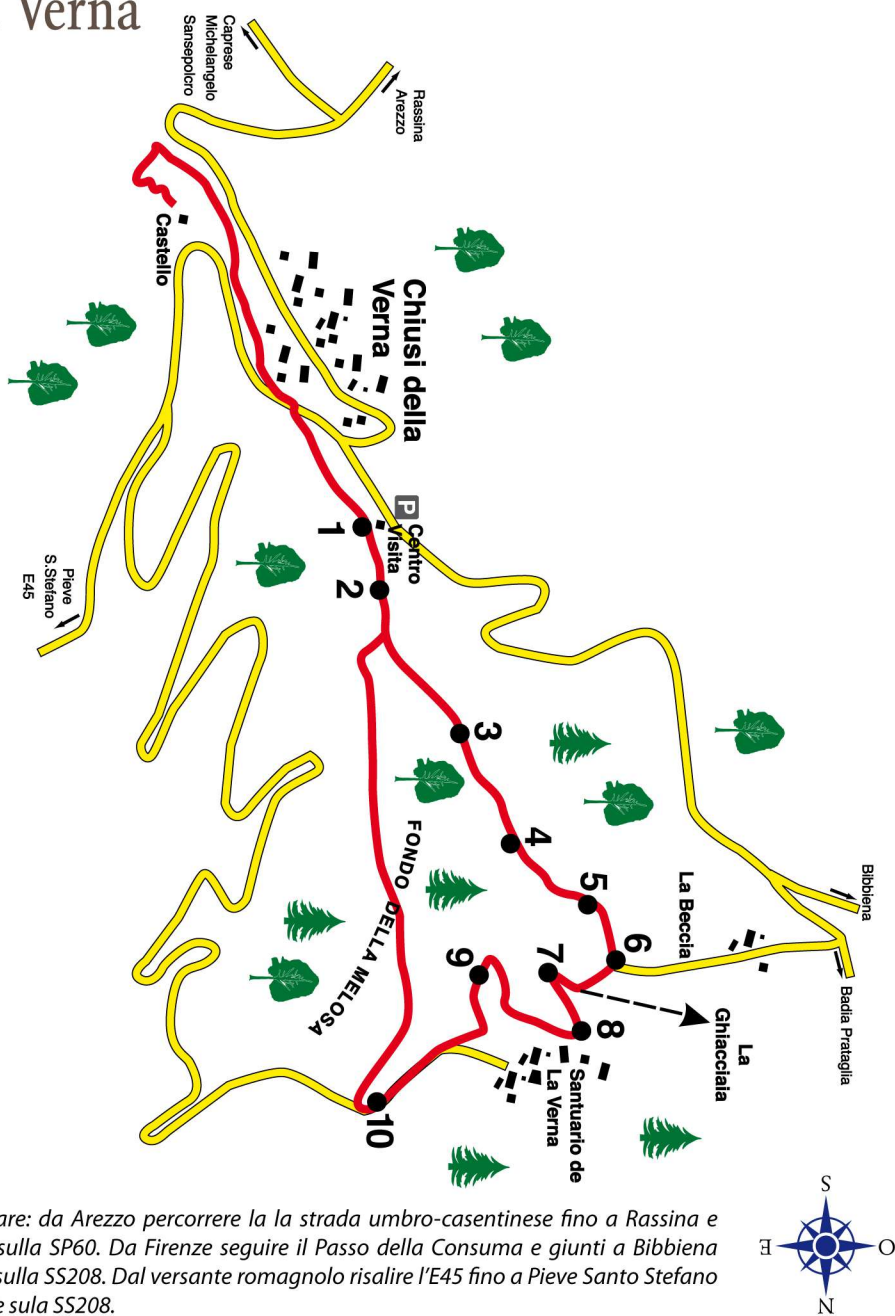 Verna
Caprese
Michelangelo
Sansepolcro
Rassina
Arezzo
Castello
Chiusi della
Verna
P
Centro
Visita
1
2
Pieve
S.Stefano
E45
3
4
5
6
7
8
9
10
FONDO DELLA MELOSA
La Beccia
Bibbiena
Badia Prataglia
La
Ghiacciaia
Santuario de
La Verna
S
E
O
N
are: da Arezzo percorrere la la strada umbro-casentinese fino a Rassina e
sulla SP60. Da Firenze seguire il Passo della Consuma e giunti a Bibbiena
sulla SS208. Dal versante romagnolo risalire l’E45 fino a Pieve Santo Stefano
e sula SS208.